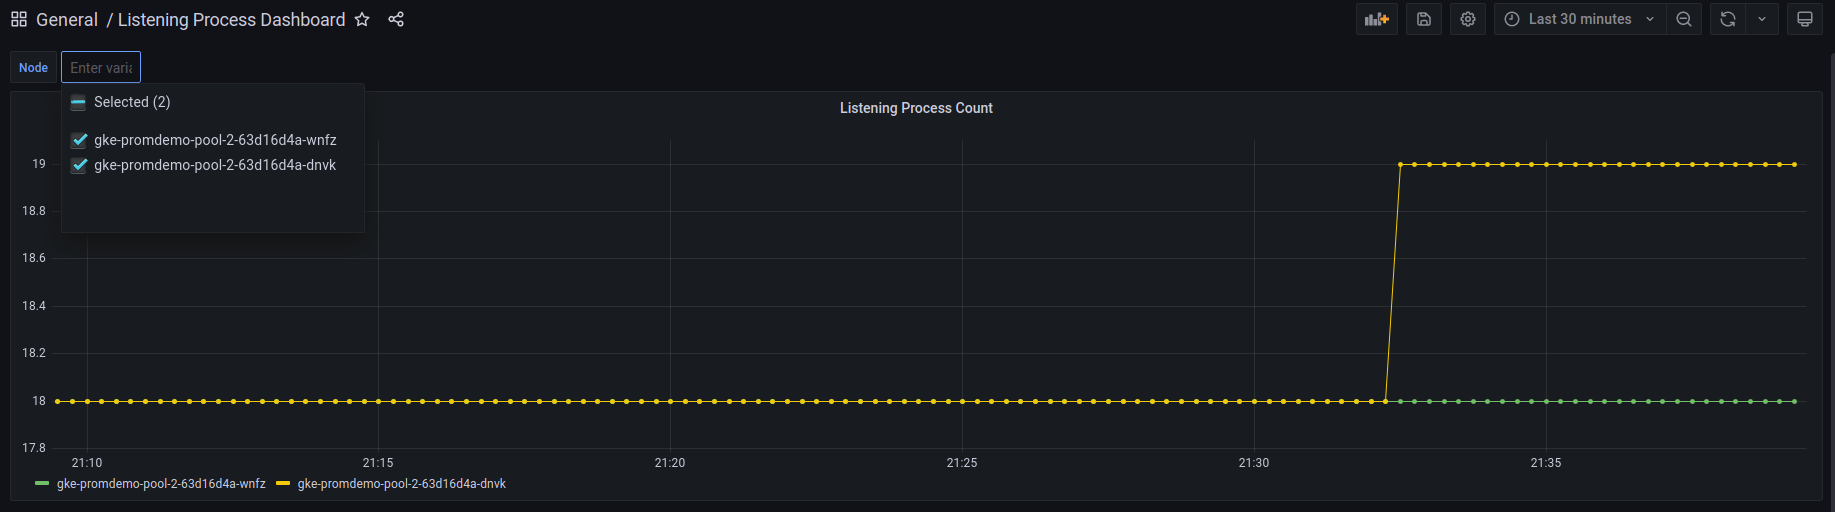 General / Listening Process Dashboard
Last 30 minutes
Node
Enter varia
Selected (2)
gke-promdemo-pool-2-63d16d4a-wnfz
gke-promdemo-pool-2-63d16d4a-dnvk
Listening Process Count
19
18.8
18.6
18.4
18.2
18
17.8
21:10 21:15 21:20 21:25 21:30 21:35
gke-promdemo-pool-2-63d16d4a-wnfz gke-promdemo-pool-2-63d16d4a-dnvk